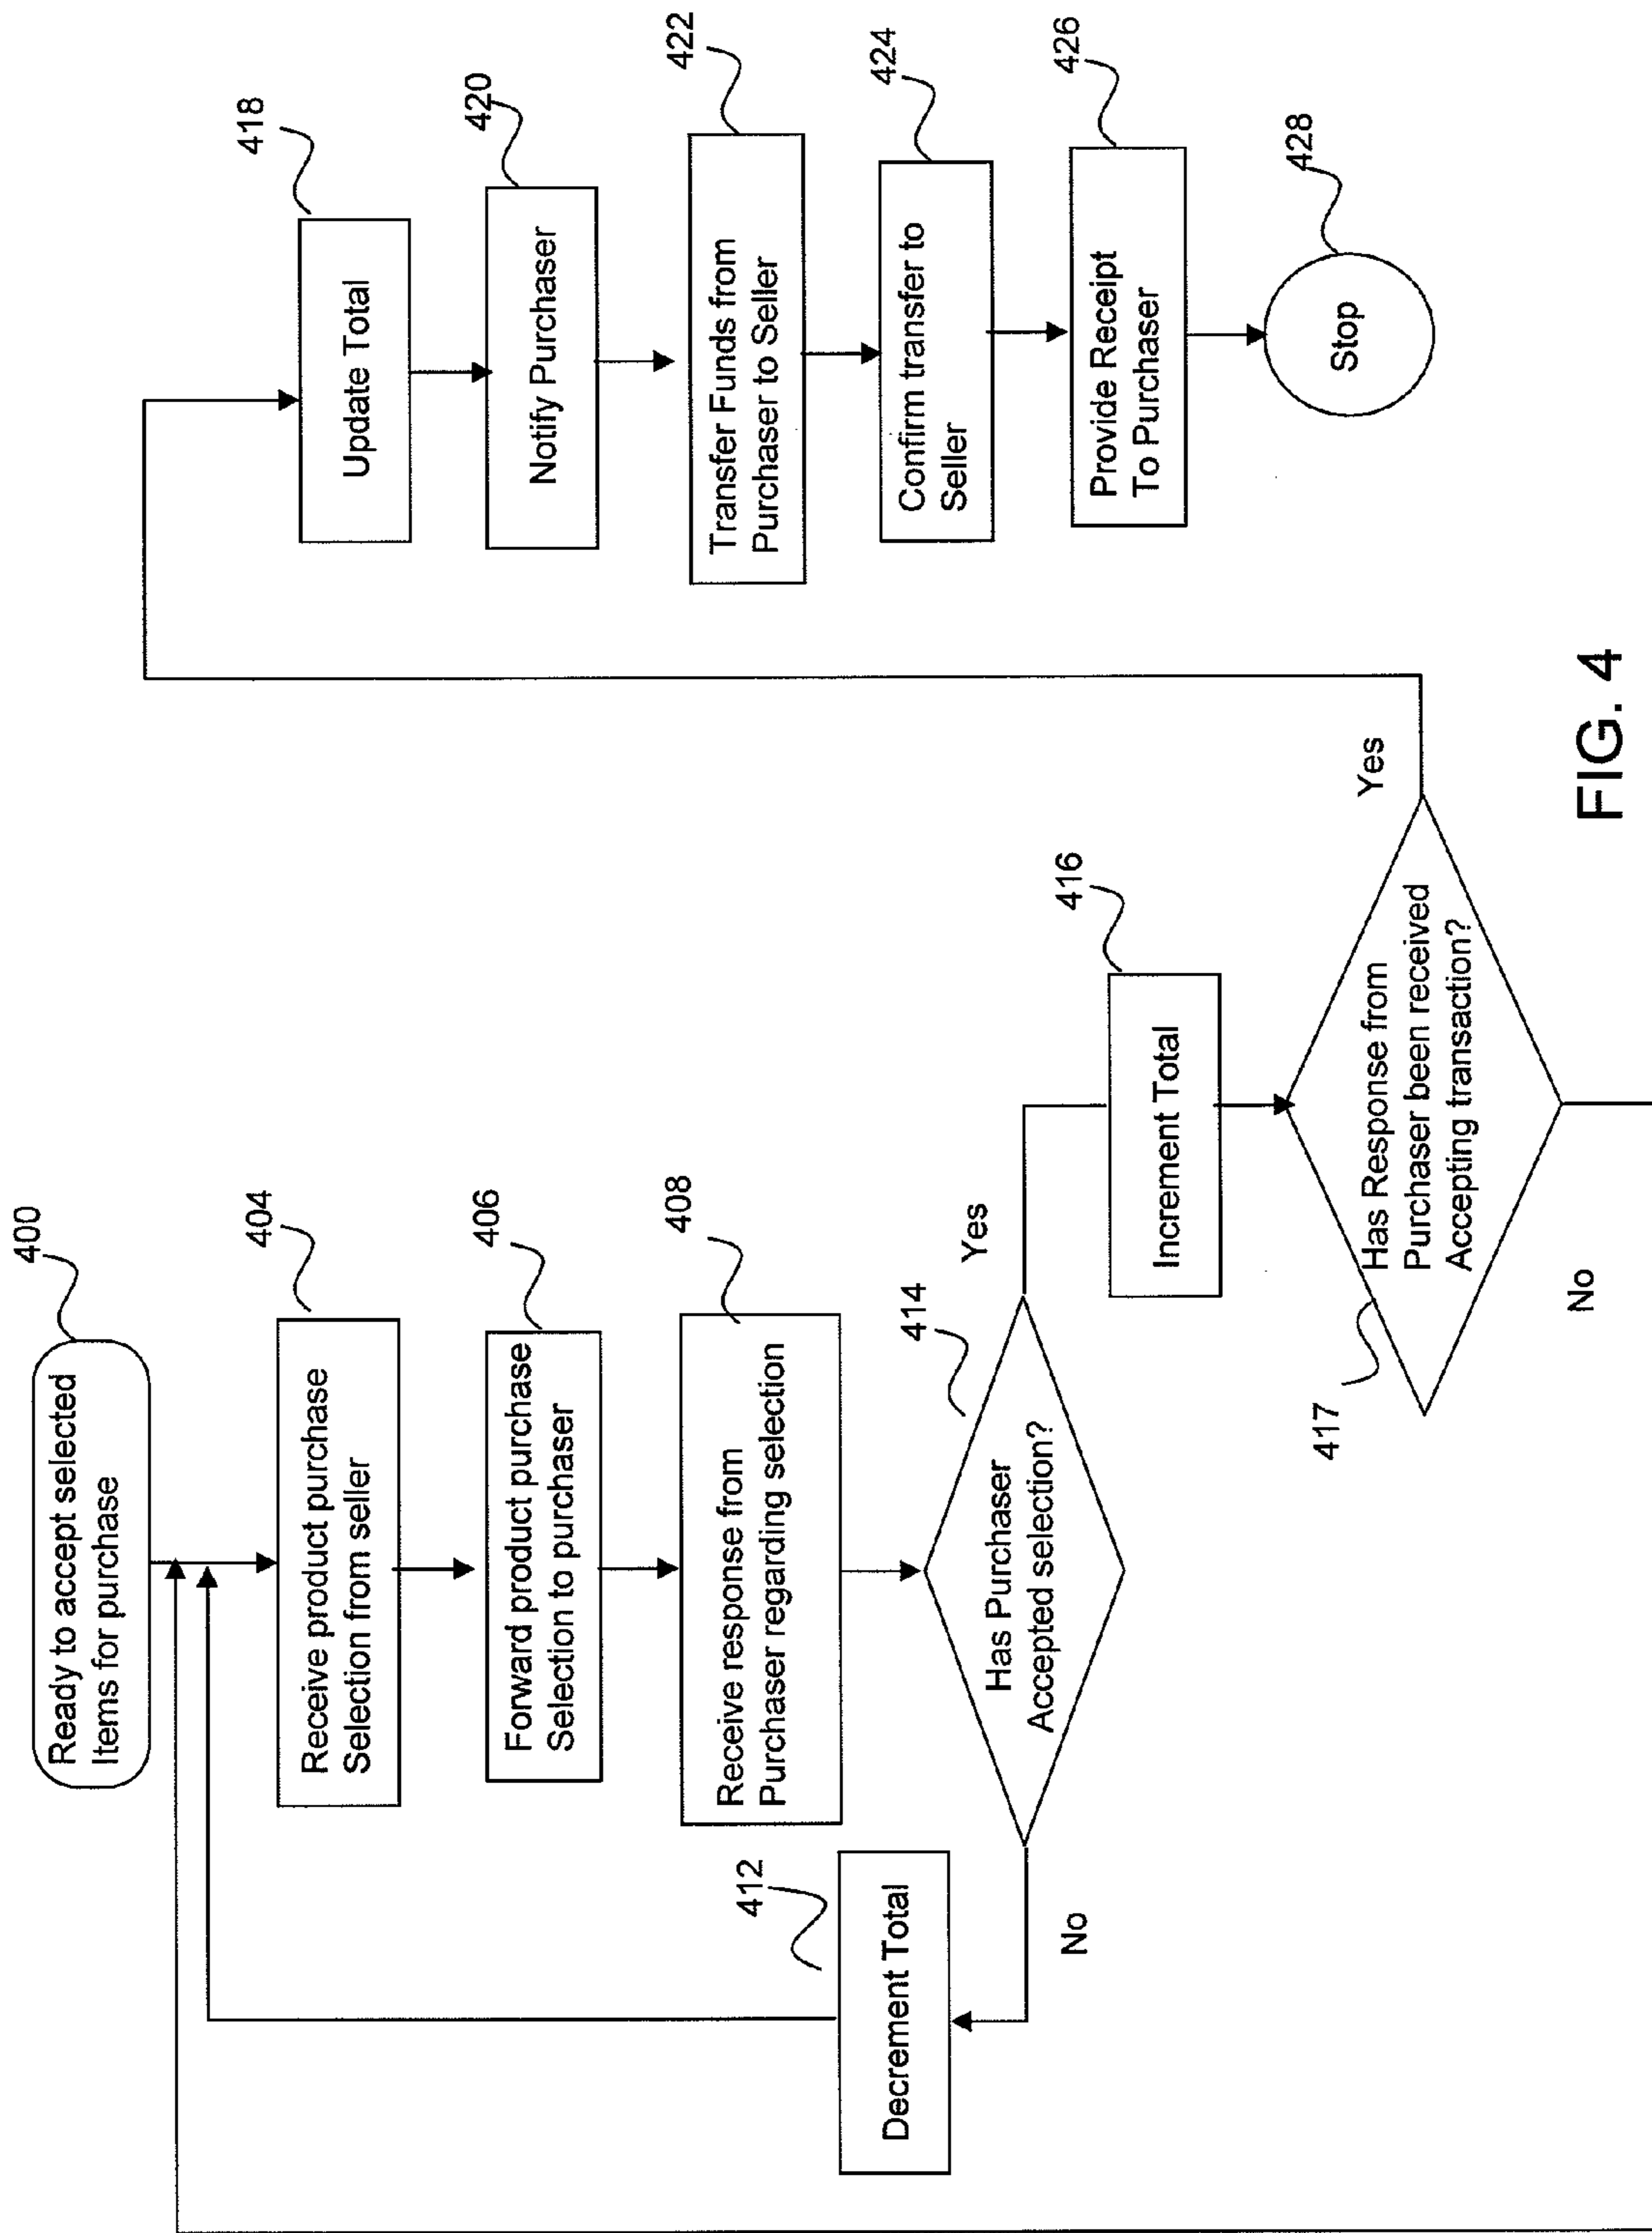 400
Ready to accept selected
Items for purchase
404
Receive product purchase
Selection from seller
406
Forward product purchase
Selection to purchaser
408
Receive response from
Purchaser regarding selection
412
Decrement Total
414
Has Purchaser
Accepted selection?
No
Yes
416
Increment Total
417
Has Response from
Purchaser been received
Accepting transaction?
No
Yes
418
Update Total
420
Notify Purchaser
422
Transfer Funds from
Purchaser to Seller
424
Confirm transfer to
Seller
426
Provide Receipt
To Purchaser
428
Stop
FIG. 4